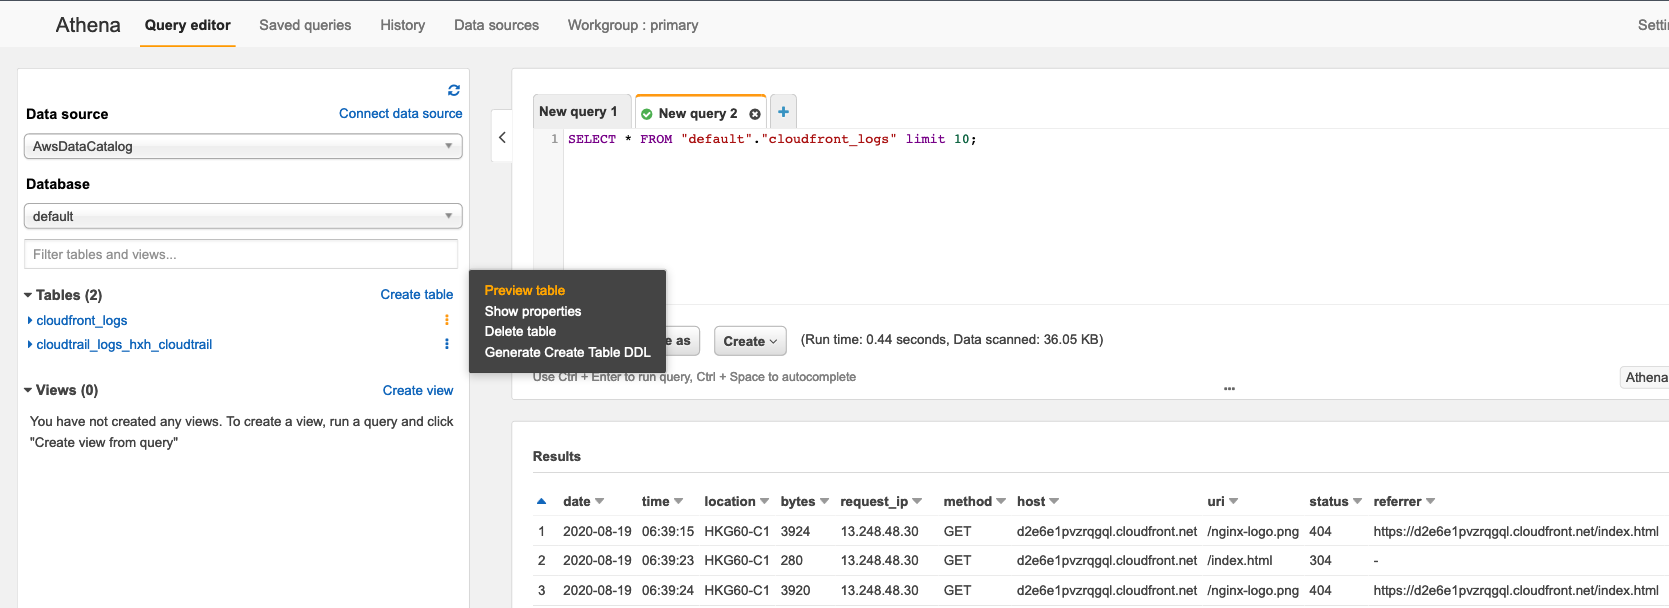 Athena Query editor Saved queries History Data sources Workgroup : primary
Data source Connect data source
AwsDataCatalog
Database
default
Filter tables and views...
Tables (2) Create table
cloudfront_logs
cloudtrail_logs_hxh_cloudtrail
Views (0) Create view
You have not created any views. To create a view, run a query and click
"Create view from query"
Preview table
Show properties
Delete table
Generate Create Table DDL
New query 1 New query 2 +
1 SELECT * FROM "default"."cloudfront_logs" limit 10;
as Create (Run time: 0.44 seconds, Data scanned: 36.05 KB)
Use Ctrl + Enter to run query, Ctrl + Space to autocomplete
Athena
Results
date time location bytes request_ip method host uri status referrer
1 2020-08-19 06:39:15 HKG60-C1 3924 13.248.48.30 GET d2e6e1pvzrqgql.cloudfront.net /nginx-logo.png 404 https://d2e6e1pvzrqgql.cloudfront.net/index.html
2 2020-08-19 06:39:23 HKG60-C1 280 13.248.48.30 GET d2e6e1pvzrqgql.cloudfront.net /index.html 304 -
3 2020-08-19 06:39:24 HKG60-C1 3920 13.248.48.30 GET d2e6e1pvzrqgql.cloudfront.net /nginx-logo.png 404 https://d2e6e1pvzrqgql.cloudfront.net/index.html